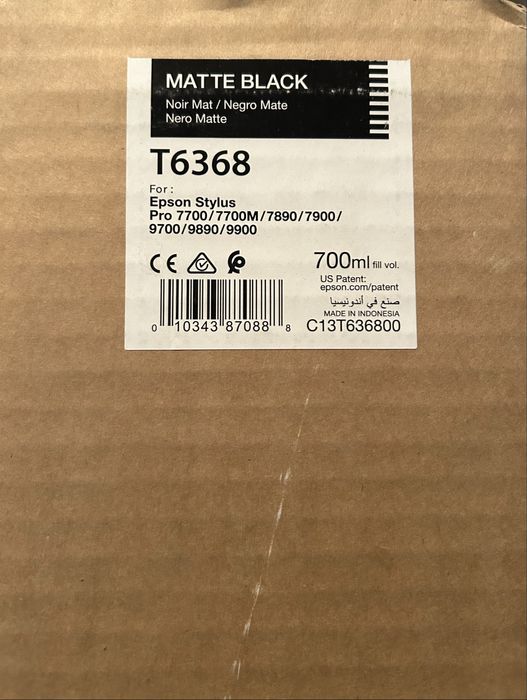 MATTE BLACK
Noir Mat / Negro Mate
Nero Matte
T6368
For :
Epson Stylus
Pro 7700/7700M/7890/7900/
9700/9890/9900
CE
700ml fill vol.
US Patent:
epson.com/patent
صنع في أندونيسيا
MADE IN INDONESIA
0 10343 87088 8
C13T636800